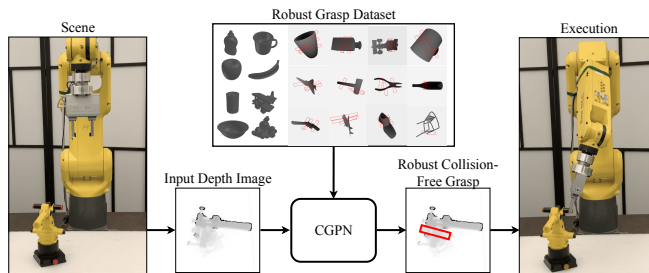 Scene
Robust Grasp Dataset
Execution
Input Depth Image
CGPN
Robust Collision-
Free Grasp